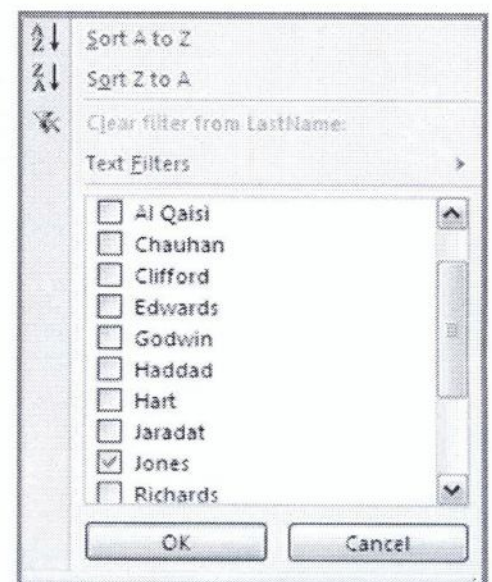 Sort A to Z
Sort Z to A
Clear filter from LastName:
Text Filters
Al Qaisi
Chauhan
Clifford
Edwards
Godwin
Haddad
Hart
Jaradat
Jones
Richards
OK
Cancel